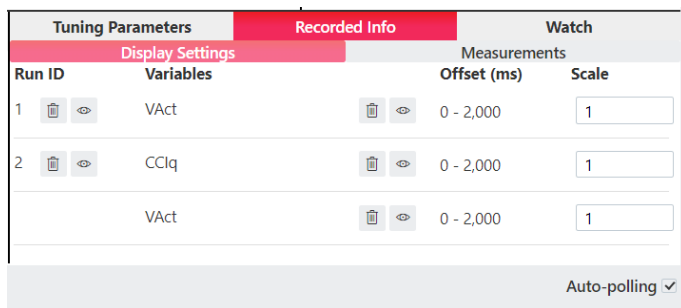 Tuning Parameters Recorded Info Watch
Display Settings Measurements
Run ID Variables Offset (ms) Scale
1 VAct 0 - 2,000 1
2 CCIq 0 - 2,000 1
VAct 0 - 2,000 1
Auto-polling